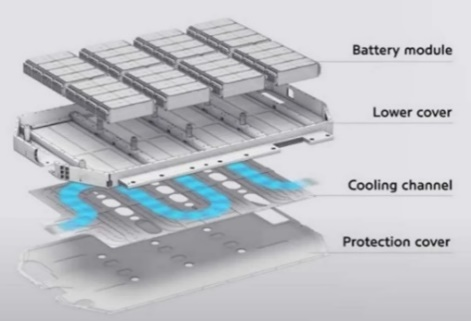 Battery module
Lower cover
Cooling channel
Protection cover